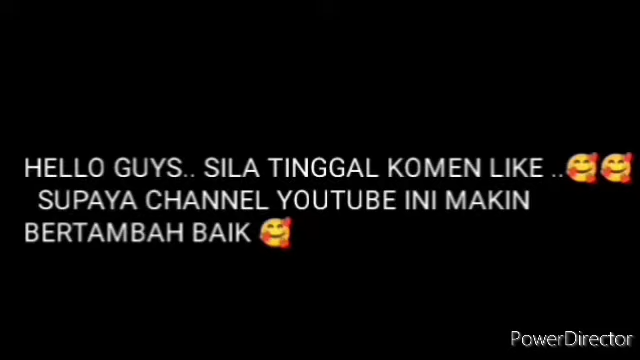 HELLO GUYS.. SILA TINGGAL KOMEN LIKE ..🥰🥰
SUPAYA CHANNEL YOUTUBE INI MAKIN
BERTAMBAH BAIK 🥰
PowerDirector